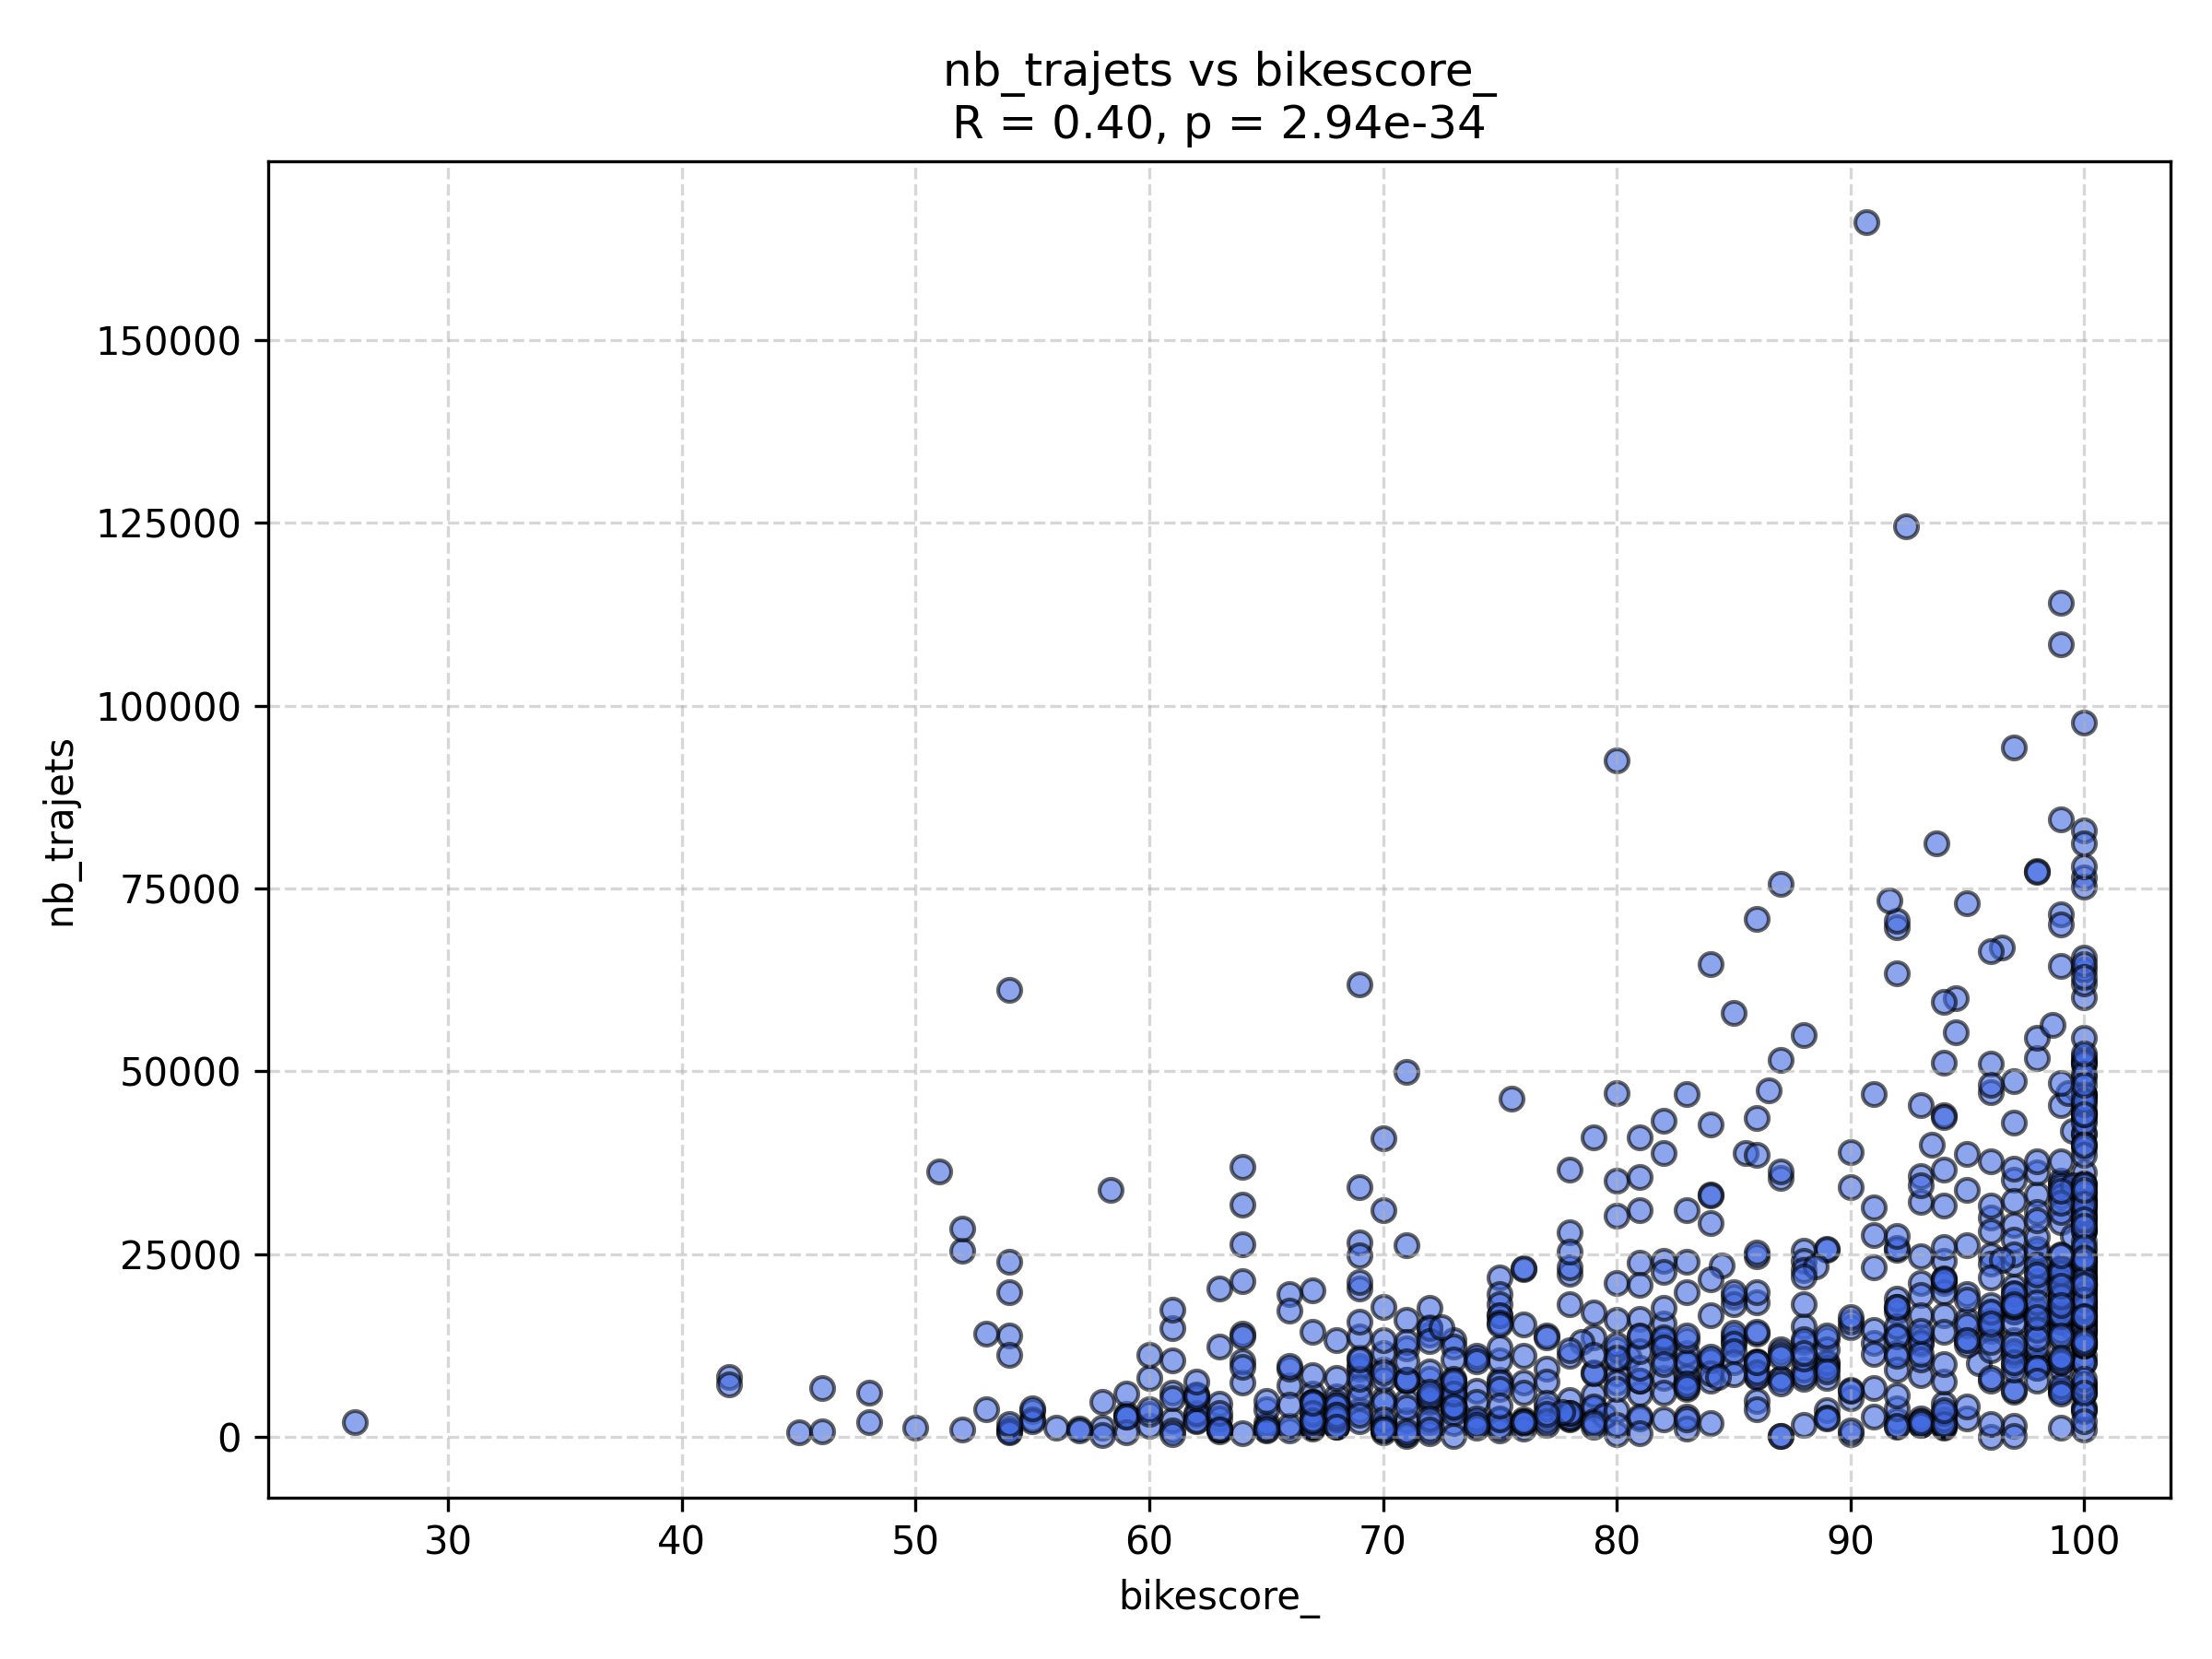 nb_trajets vs bikescore_
R = 0.40, p = 2.94e-34
150000
125000
100000
75000
50000
25000
0
nb_trajets
30 40 50 60 70 80 90 100
bikescore_